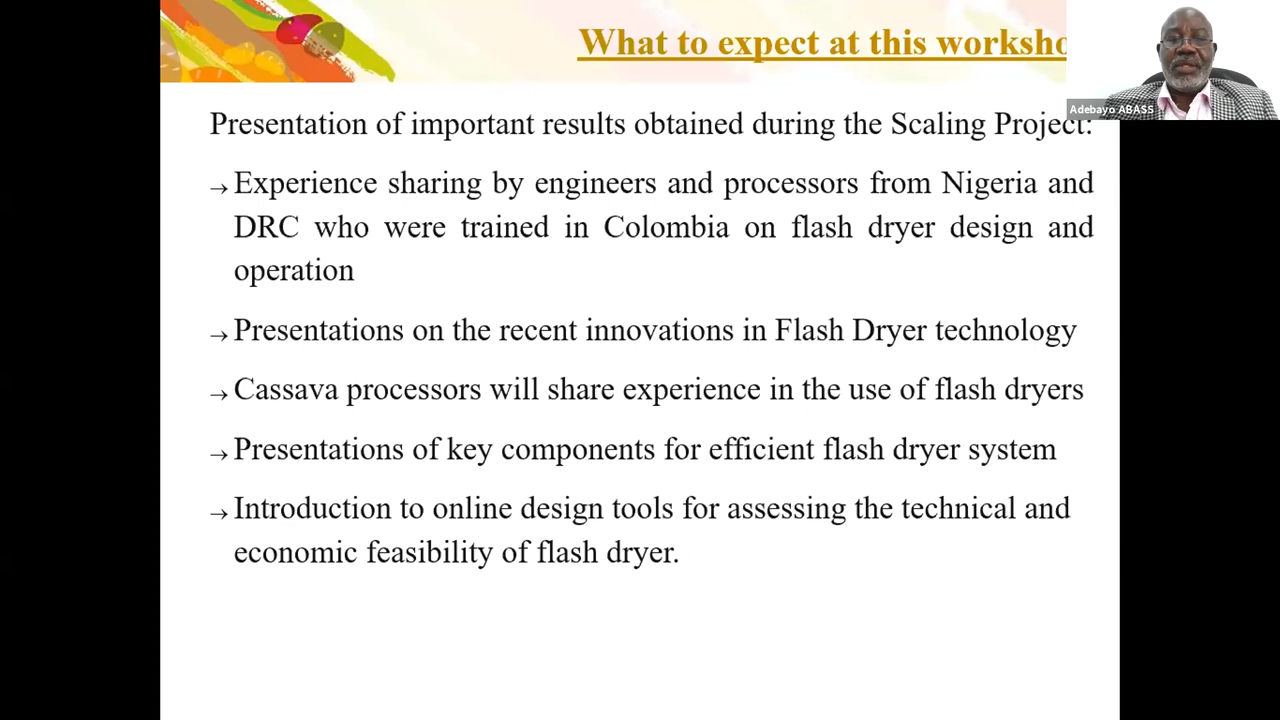 What to expect at this worksho
Adebayo ABASS
Presentation of important results obtained during the Scaling Project:
→ Experience sharing by engineers and processors from Nigeria and
DRC who were trained in Colombia on flash dryer design and
operation
→ Presentations on the recent innovations in Flash Dryer technology
→ Cassava processors will share experience in the use of flash dryers
→ Presentations of key components for efficient flash dryer system
→ Introduction to online design tools for assessing the technical and
economic feasibility of flash dryer.